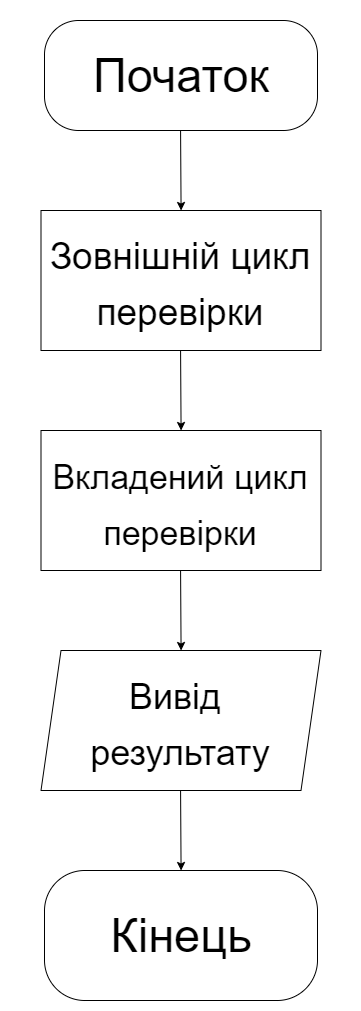 Початок
Зовнішній цикл
перевірки
Вкладений цикл
перевірки
Вивід
результату
Кінець